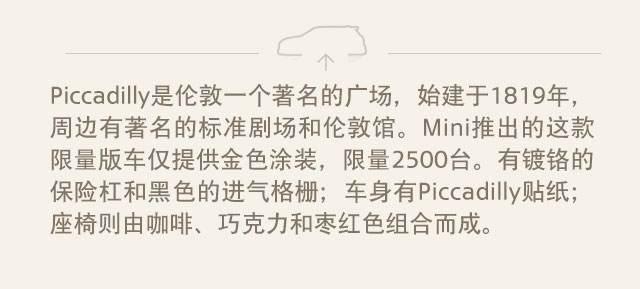 Piccadilly是伦敦一个著名的广场，始建于1819年，
周边有著名的标准剧场和伦敦馆。Mini推出的这款
限量版车仅提供金色涂装，限量2500台。有镀铬的
保险杠和黑色的进气格栅；车身有Piccadilly贴纸；
座椅则由咖啡、巧克力和枣红色组合而成。